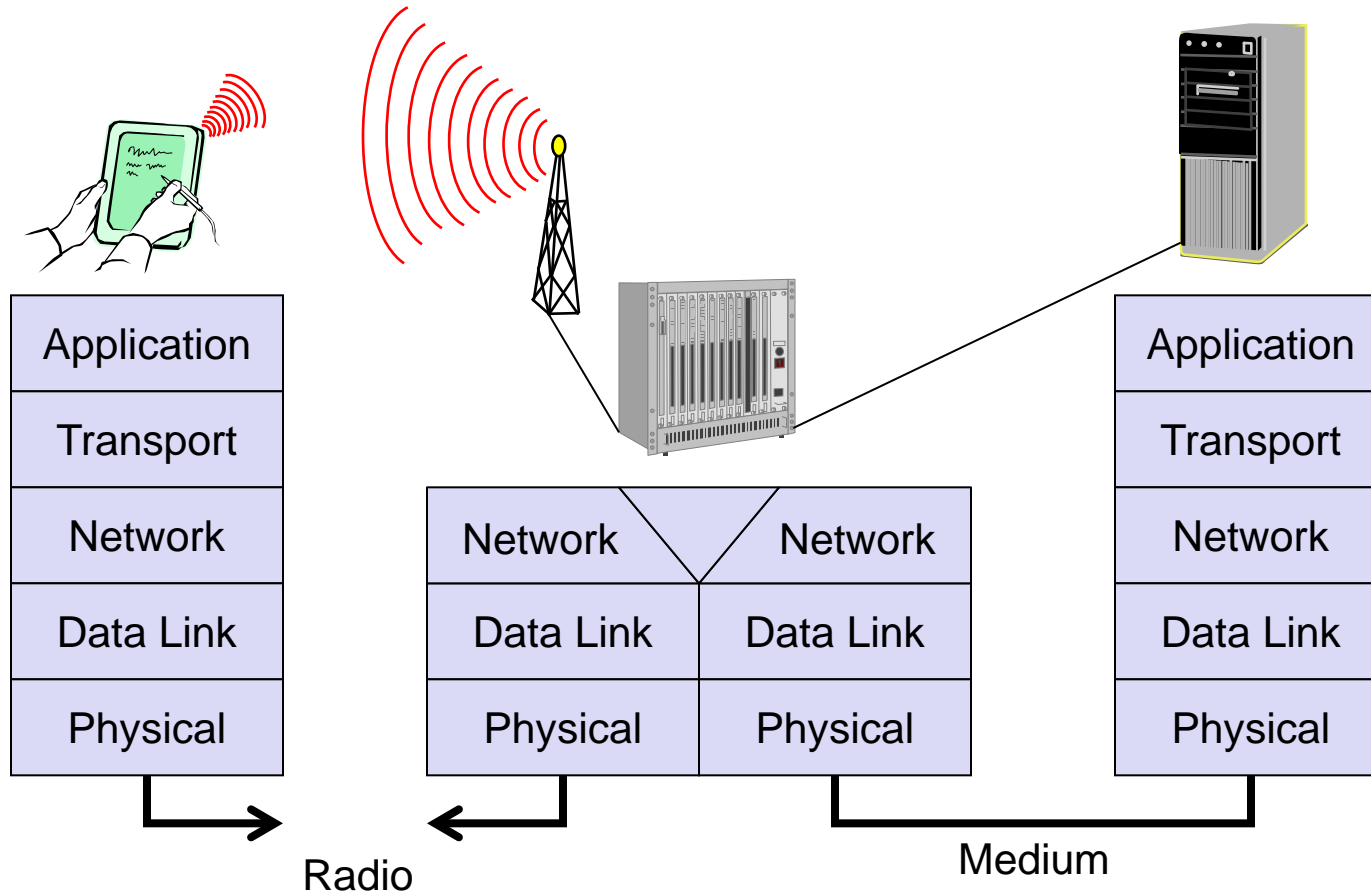 Application
Transport
Network
Data Link
Physical
Network Network
Data Link Data Link
Physical Physical
Application
Transport
Network
Data Link
Physical
Radio
Medium